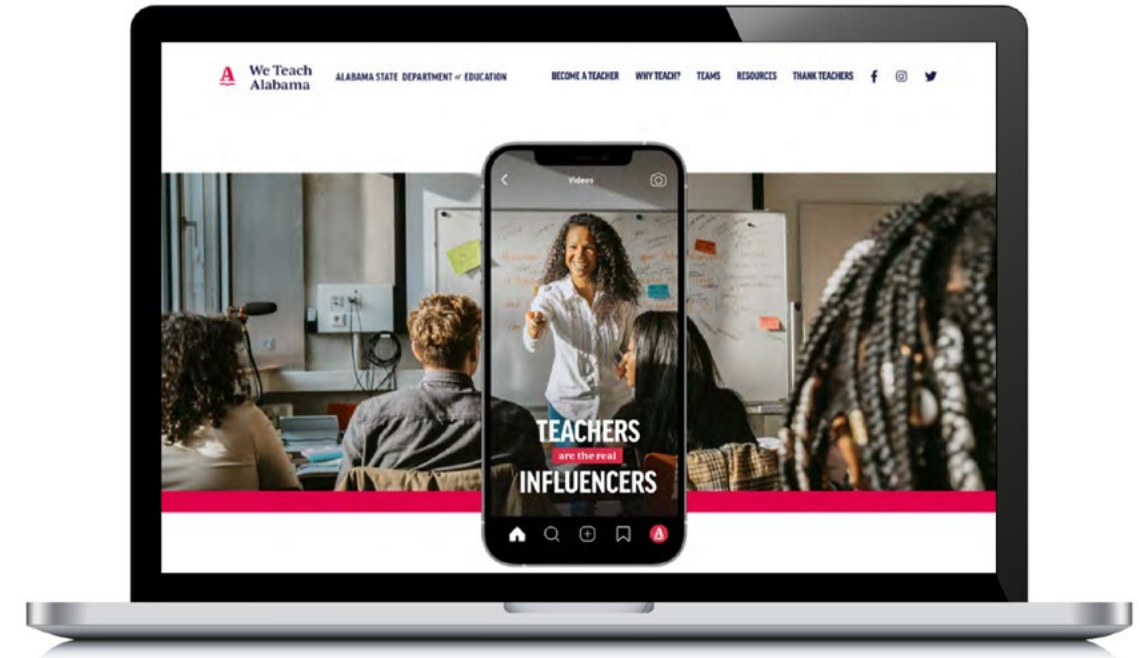 A
We Teach
Alabama
ALABAMA STATE DEPARTMENT of EDUCATION
BECOME A TEACHER
WHY TEACH?
TEAMS
RESOURCES
THANK TEACHERS
Videos
TEACHERS
are the real
INFLUENCERS
A